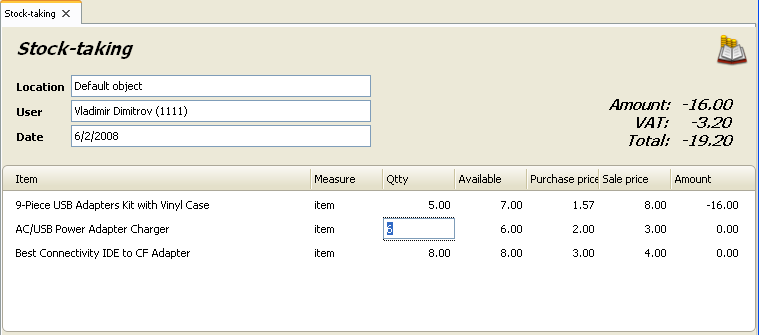 Stock-taking
Stock-taking
Location Default object
User Vladimir Dimitrov (1111)
Date 6/2/2008
Amount: -16.00
VAT: -3.20
Total: -19.20
Item Measure Qtty Available Purchase price Sale price Amount
9-Piece USB Adapters Kit with Vinyl Case item 5.00 7.00 1.57 8.00 -16.00
AC/USB Power Adapter Charger item 6 6.00 2.00 3.00 0.00
Best Connectivity IDE to CF Adapter item 8.00 8.00 3.00 4.00 0.00